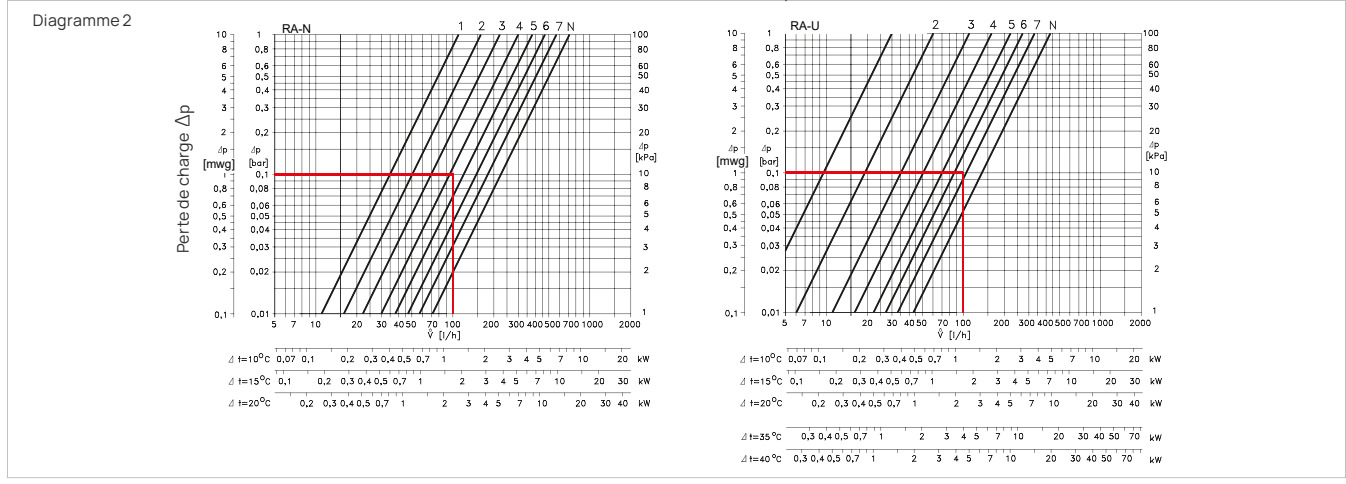 Diagramme 2
RA-N
1 2 3 4 5 6 7 N
10 1 100
8 0,8 80
6 0,6 60
5 0,5 50
4 0,4 40
3 0,3 30
2 0,2 20
Δp Δp Δp
[mwg] [bar] [kPa]
1 0,1 10
0,8 0,08 8
0,6 0,06 6
0,5 0,05 5
0,4 0,04 4
0,3 0,03 3
0,2 0,02 2
0,1 0,01 1
Perte de charge Δp
5 7 10 20 30 40 50 70 100 200 300 400 500 700 1000 2000
V̊ [l/h]
Δ t=10°C 0,07 0,1 0,2 0,3 0,4 0,5 0,7 1 2 3 4 5 7 10 20 kW
Δ t=15°C 0,1 0,2 0,3 0,4 0,5 0,7 1 2 3 4 5 7 10 20 30 kW
Δ t=20°C 0,2 0,3 0,4 0,5 0,7 1 2 3 4 5 7 10 20 30 40 kW
RA-U
2 3 4 5 6 7 N
10 1 100
8 0,8 80
6 0,6 60
5 0,5 50
4 0,4 40
3 0,3 30
2 0,2 20
Δp Δp Δp
[mwg] [bar] [kPa]
1 0,1 10
0,8 0,08 8
0,6 0,06 6
0,5 0,05 5
0,4 0,04 4
0,3 0,03 3
0,2 0,02 2
0,1 0,01 1
5 7 10 20 30 40 50 70 100 200 300 400 500 700 1000 2000
V̊ [l/h]
Δ t=10°C 0,07 0,1 0,2 0,3 0,4 0,5 0,7 1 2 3 4 5 7 10 20 kW
Δ t=15°C 0,1 0,2 0,3 0,4 0,5 0,7 1 2 3 4 5 7 10 20 30 kW
Δ t=20°C 0,2 0,3 0,4 0,5 0,7 1 2 3 4 5 7 10 20 30 40 kW
Δ t=35°C 0,3 0,4 0,5 0,7 1 2 3 4 5 7 10 20 30 40 50 70 kW
Δ t=40°C 0,3 0,4 0,5 0,7 1 2 3 4 5 7 10 20 30 40 50 70 kW